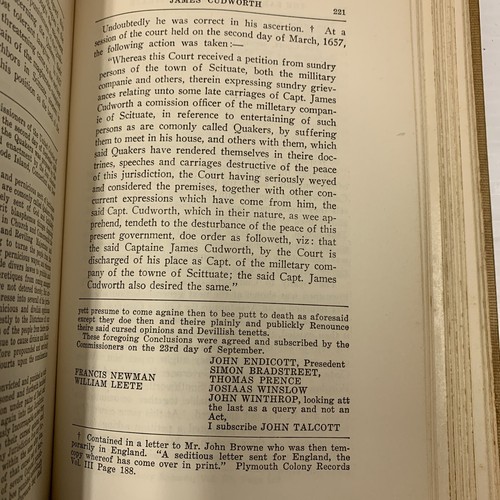 JAMES CUDWORTH 221
Undoubtedly he was correct in his ascertion. † At a
session of the court held on the second day of March, 1657,
the following action was taken:—
"Whereas this Court received a petition from sundry
persons of the town of Scituate, both the millitary
companie and others, therein expressing sundry griev-
ances relating unto some late carriages of Capt. James
Cudworth a comission officer of the milletary compan-
ie of Scituate, in reference to entertaining of such
persons as are comonly called Quakers, by suffering
them to meet in his house, and others with them, which
said Quakers have rendered themselves in theire doc-
trines, speeches and carriages destructive of the peace
of this jurisdiction, the Court having seriously weyed
and considered the premises, together with other con-
current expressions which have come from him, the
said Capt. Cudworth, which in their nature, as wee ap-
prehend, tendeth to the desturbance of the peace of this
present government, doe order as followeth, viz: that
the said Captaine James Cudworth, by the Court is
discharged of his place as Capt. of the milletary com-
pany of the towne of Scittuate; the said Capt. James
Cudworth also desired the same."
yett presume to come againe then to bee putt to death as aforesaid
except they doe then and theire plainly and publickly Renounce
theire said cursed opinions and Devillish tenetts.
These foregoing Conclusions were agreed and subscribed by the
Commissioners on the 23rd day of September.
JOHN ENDICOTT, Presedent
SIMON BRADSTREET,
FRANCIS NEWMAN THOMAS PRENCE
WILLIAM LEETE JOSIAAS WINSLOW
JOHN WINTHROP, looking att
the last as a query and not an
Act,
I subscribe JOHN TALCOTT
† Contained in a letter to Mr. John Browne who was then tem-
porarily in England. "A seditious letter sent for England, the
copy whereof has come over in print." Plymouth Colony Records
Vol. III Page 188.